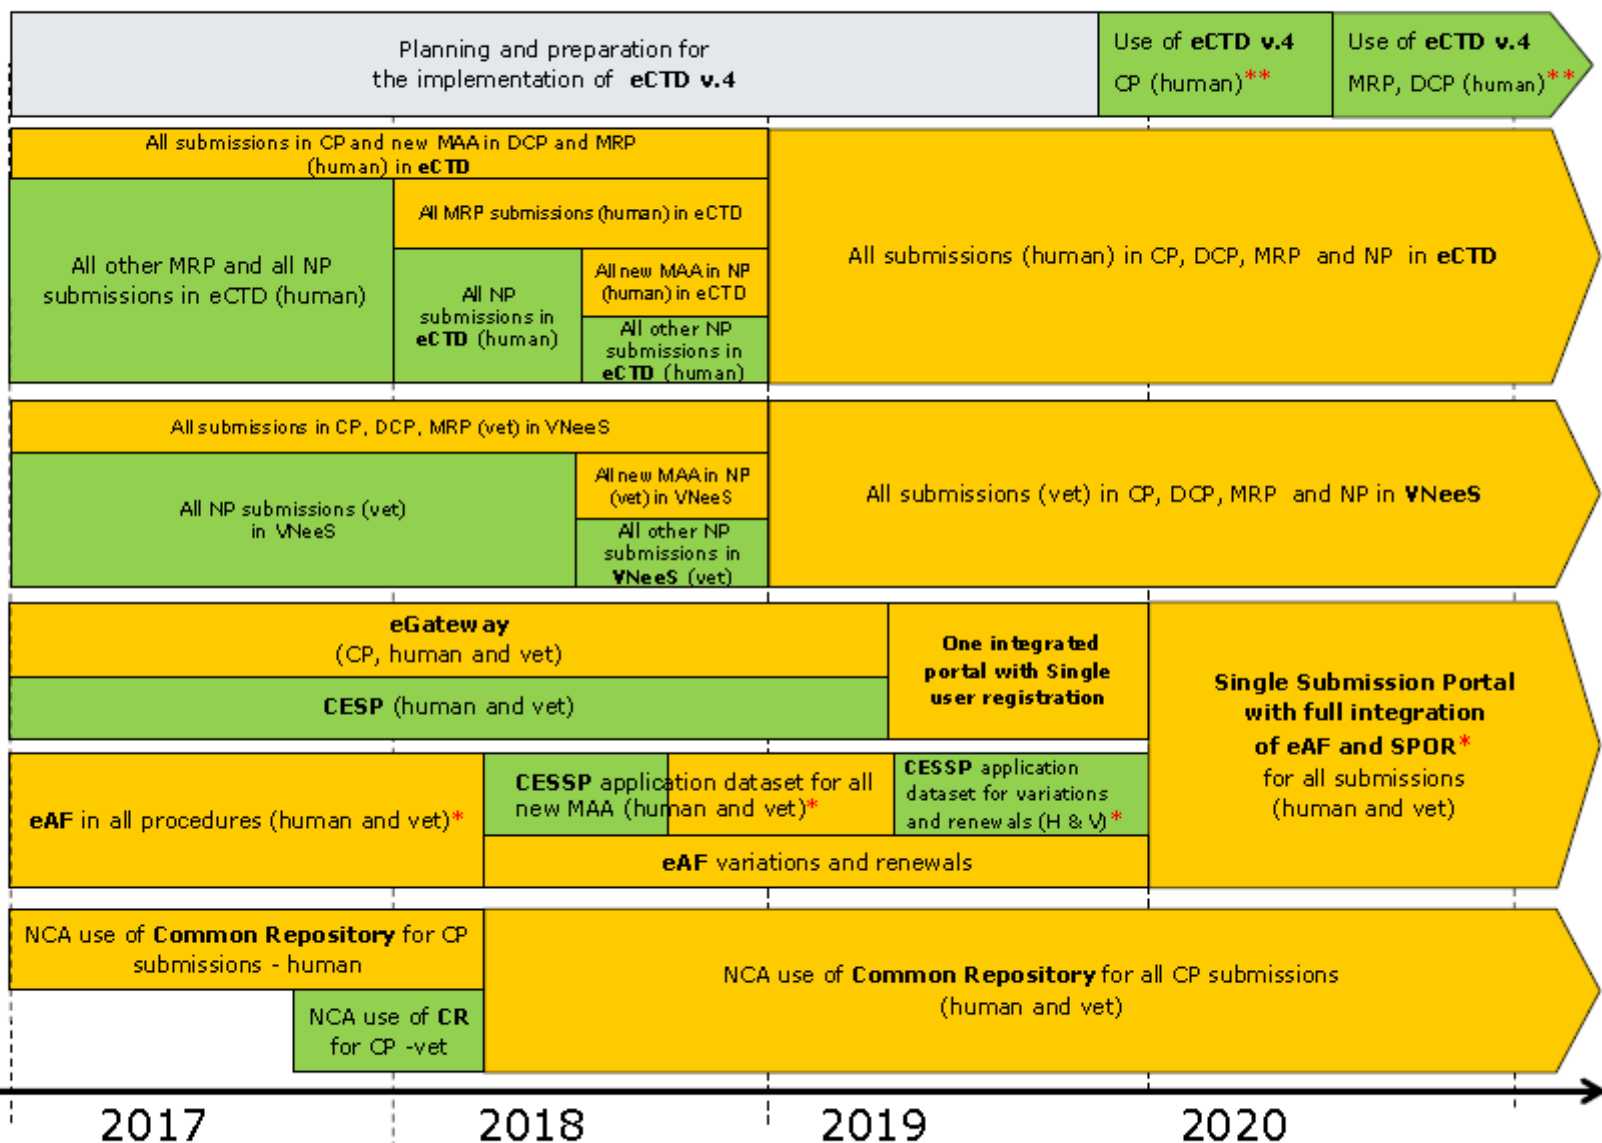 Planning and preparation for
the implementation of eCTD v.4
Use of eCTD v.4
CP (human)**
Use of eCTD v.4
MRP, DCP (human)**
All submissions in CP and new MAA in DCP and MRP
(human) in eCTD
All MRP submissions (human) in eCTD
All other MRP and all NP
submissions in eCTD (human)
All NP
submissions in
eCTD (human)
All new MAA in NP
(human) in eCTD
All other NP
submissions in
eCTD (human)
All submissions (human) in CP, DCP, MRP and NP in eCTD
All submissions in CP, DCP, MRP (vet) in VNeeS
All NP submissions (vet)
in VNeeS
All new MAA in NP
(vet) in VNeeS
All other NP
submissions in
VNeeS (vet)
All submissions (vet) in CP, DCP, MRP and NP in VNeeS
eGateway
(CP, human and vet)
CESP (human and vet)
One integrated
portal with Single
user registration
Single Submission Portal
with full integration
of eAF and SPOR*
for all submissions
(human and vet)
eAF in all procedures (human and vet)*
CESSP application dataset for all
new MAA (human and vet)*
CESSP application
dataset for variations
and renewals (H & V)*
eAF variations and renewals
NCA use of Common Repository for CP
submissions - human
NCA use of CR
for CP -vet
NCA use of Common Repository for all CP submissions
(human and vet)
2017
2018
2019
2020